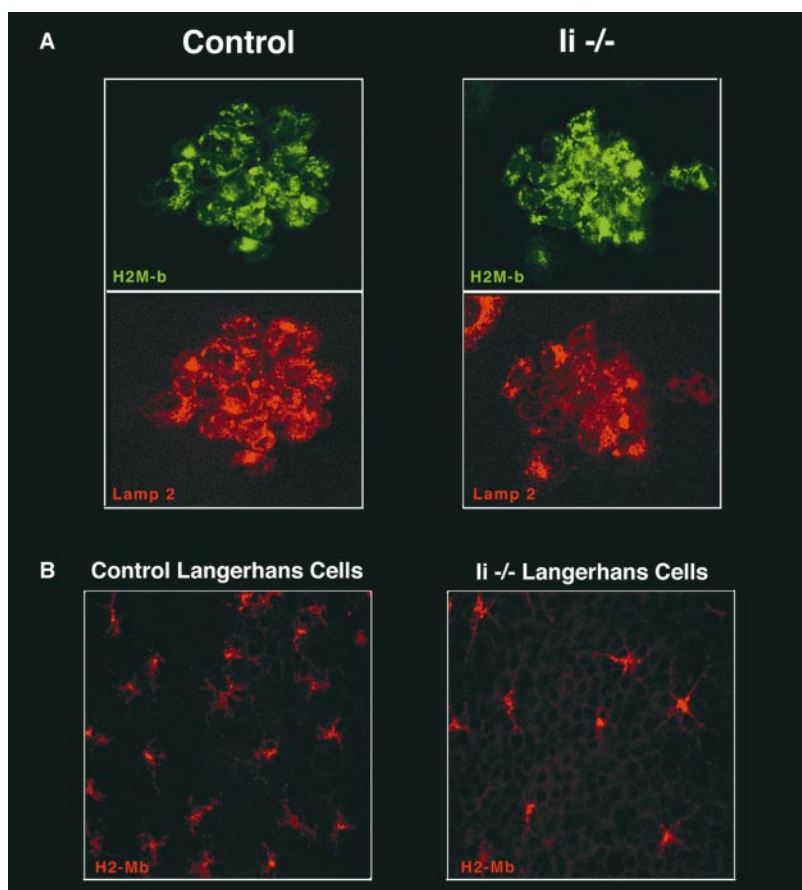 A
Control
Ii -/-
H2M-b
H2M-b
Lamp 2
Lamp 2
B
Control Langerhans Cells
Ii -/- Langerhans Cells
H2-Mb
H2-Mb